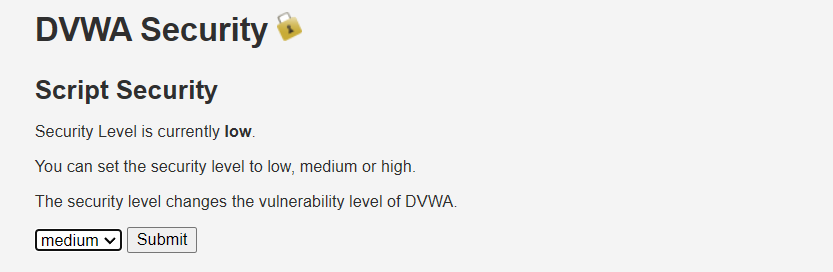 DVWA Security
Script Security
Security Level is currently low.
You can set the security level to low, medium or high.
The security level changes the vulnerability level of DVWA.
medium Submit